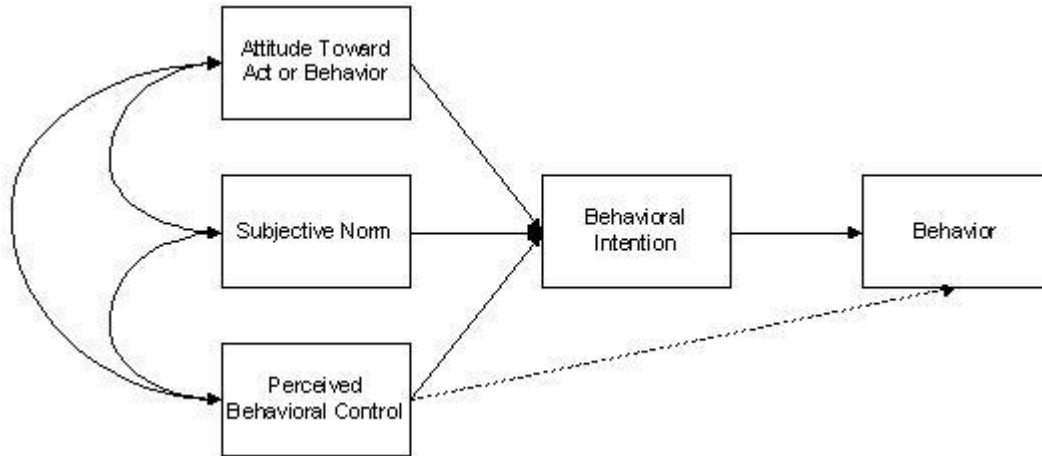 Attitude Toward
Act or Behavior
Subjective Norm
Behavioral
Intention
Behavior
Perceived
Behavioral Control